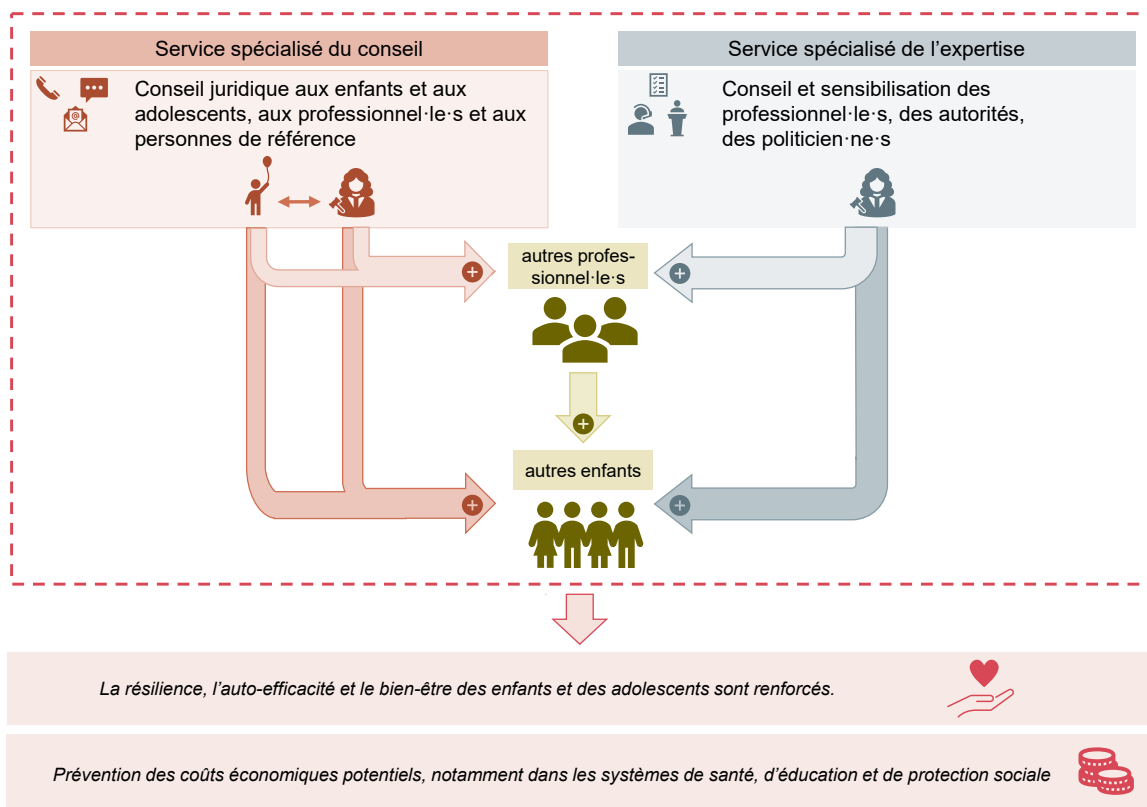 Service spécialisé du conseil
Conseil juridique aux enfants et aux
adolescents, aux professionnel·le·s et aux
personnes de référence
Service spécialisé de l’expertise
Conseil et sensibilisation des
professionnel·le·s, des autorités,
des politicien·ne·s
autres profes-
sionnel·le·s
autres enfants
La résilience, l’auto-efficacité et le bien-être des enfants et des adolescents sont renforcés.
Prévention des coûts économiques potentiels, notamment dans les systèmes de santé, d’éducation et de protection sociale